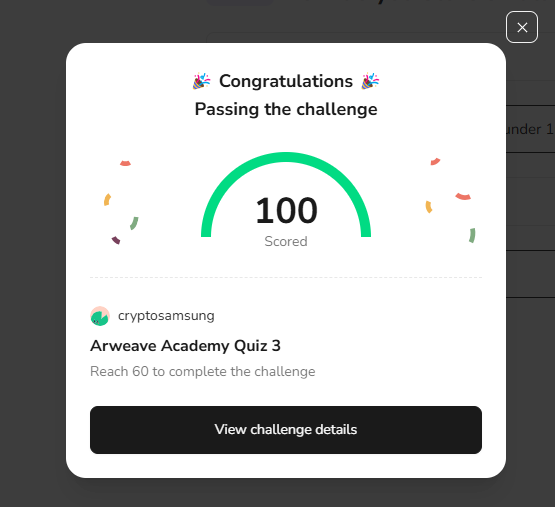 🎉 Congratulations 🎉
Passing the challenge
under 1
100
Scored
cryptosamsung
Arweave Academy Quiz 3
Reach 60 to complete the challenge
View challenge details